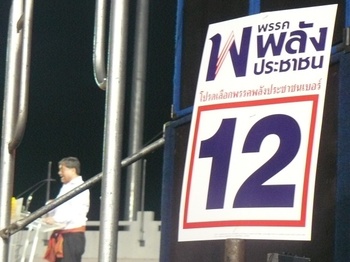 พรรค
พลัง
ประชาชน
โปรดเลือกพรรคพลังประชาชนเบอร์
12